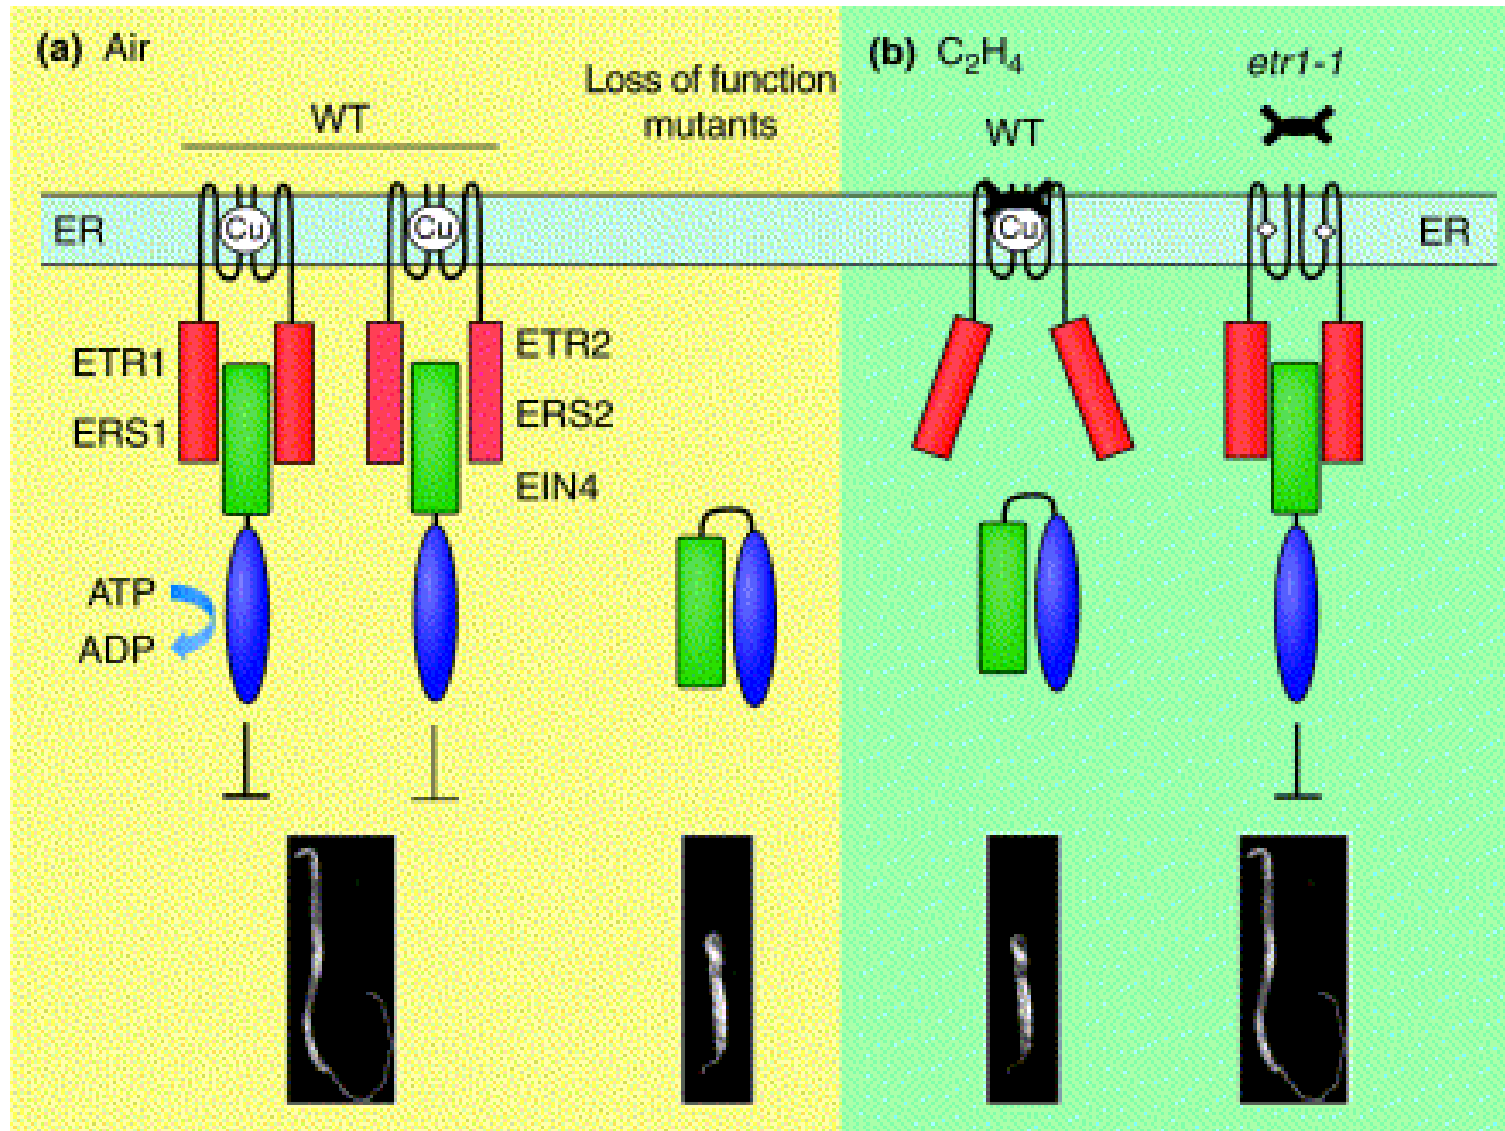 (a) Air
Loss of function
mutants
WT
ER
Cu
Cu
ETR1
ERS1
ETR2
ERS2
EIN4
ATP
ADP
(b) C₂H₄
etr1-1
WT
Cu
ER